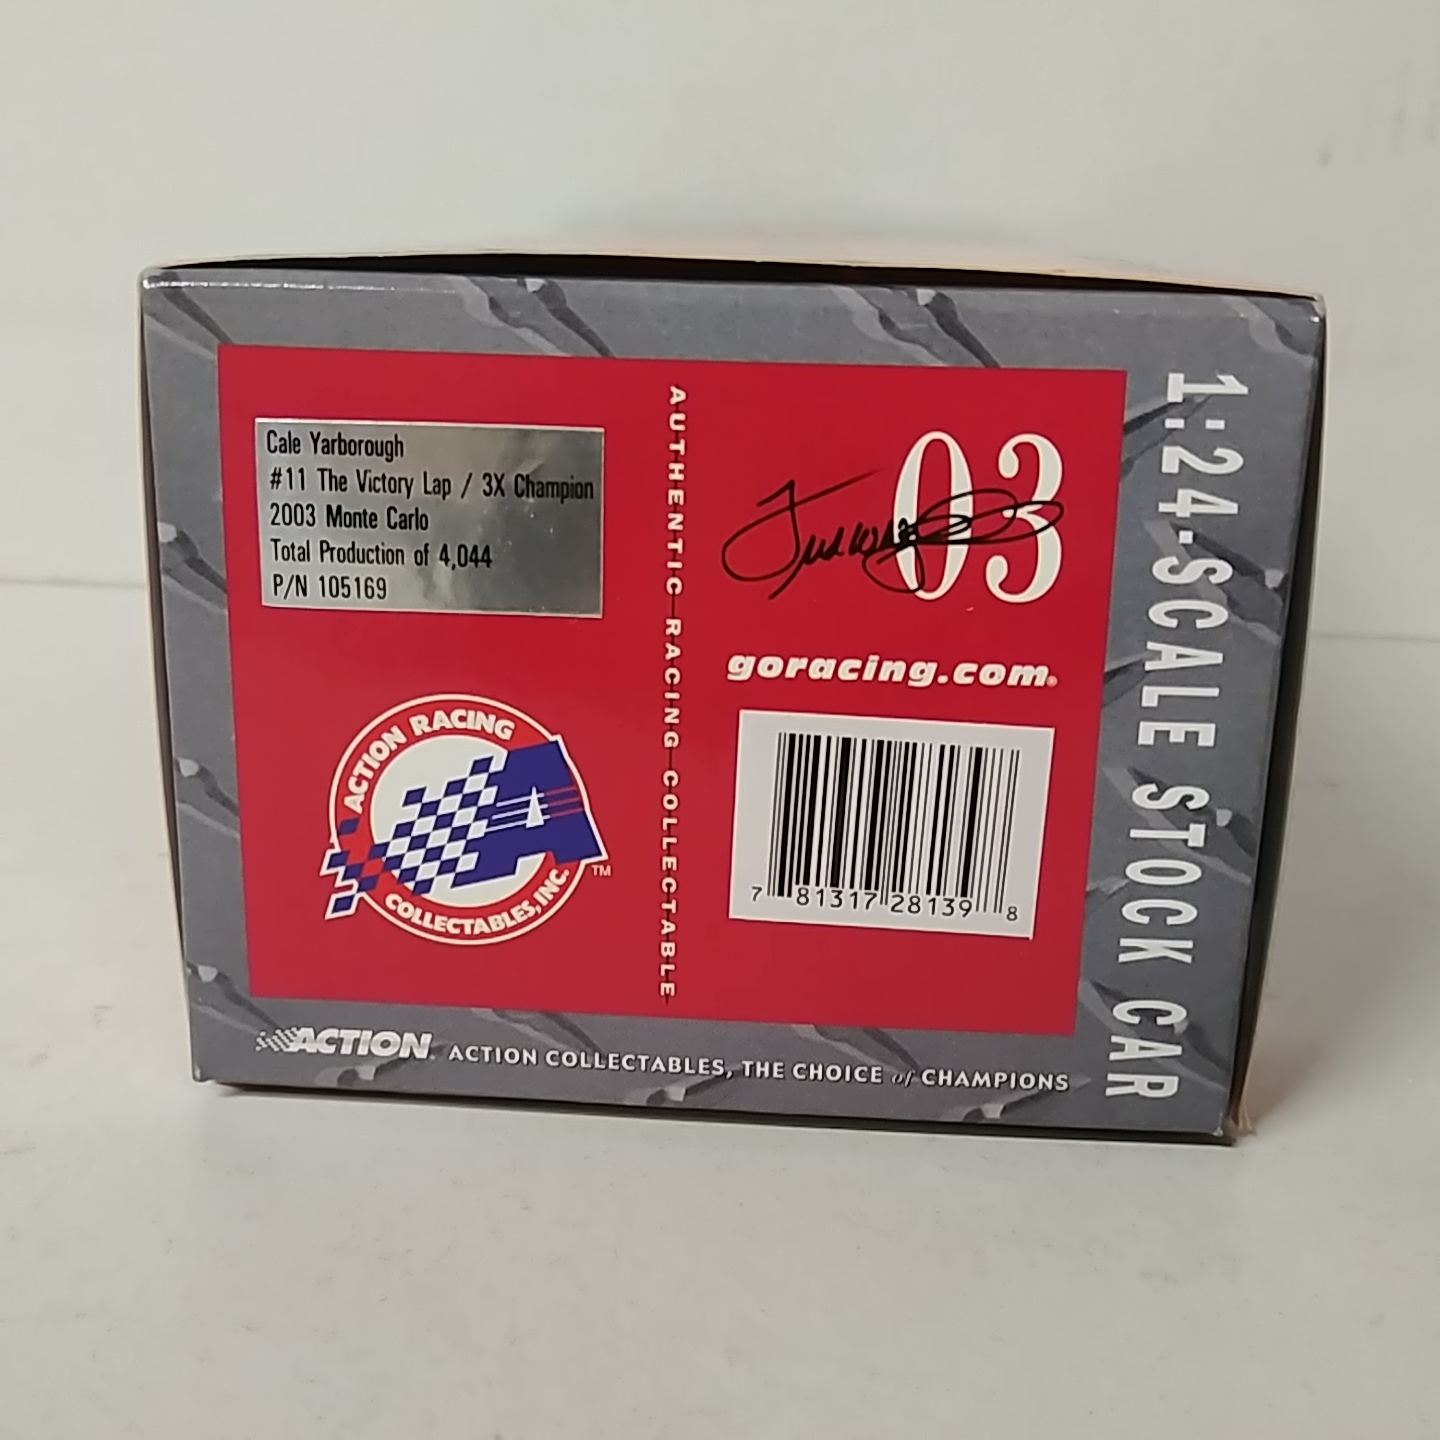 Cale Yarborough
#11 The Victory Lap / 3X Champion
2003 Monte Carlo
Total Production of 4,044
P/N 105169
ACTION RACING
COLLECTABLES, INC.
TM
AUTHENTIC RACING COLLECTABLE
03
goracing.com®
7 81317 28139 8
1:24-SCALE STOCK CAR
ACTION. ACTION COLLECTABLES, THE CHOICE of CHAMPIONS